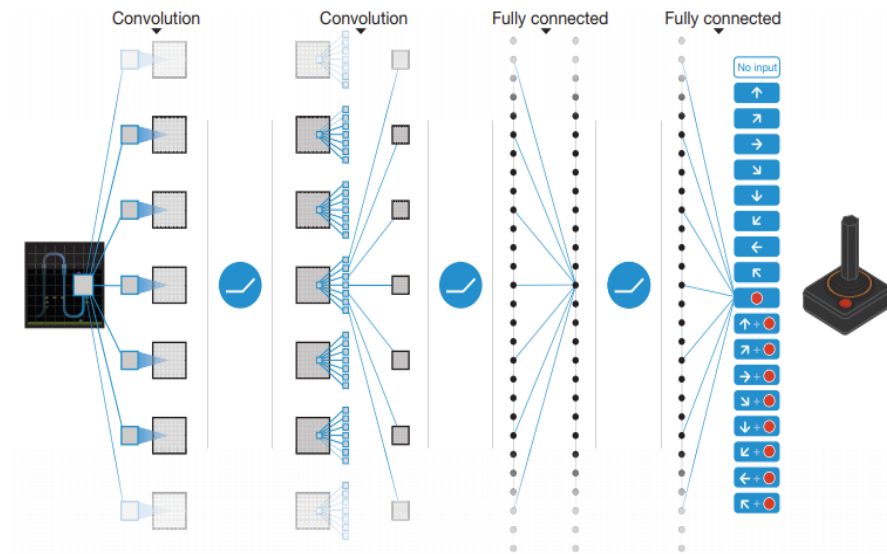 Convolution
Convolution
Fully connected
Fully connected
No input
+
+
+
+
+
+
+
+